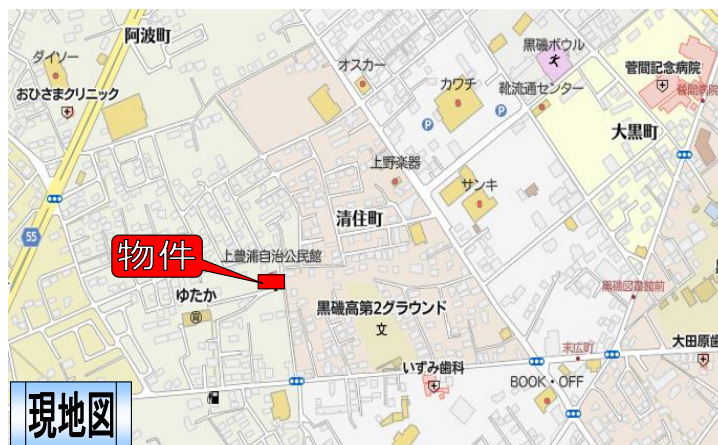 阿波町
ダイソー
おひさまクリニック
オスカー
カワチ
黒磯ボウル
靴流通センター
菅間記念病院
菅間病院
大黒町
上野楽器
サンキ
清住町
55
物件
上豊浦自治公民館
ゆたか
黒磯高第2グラウンド
文
黒磯図書館前
末広町
大田原歯
いずみ歯科
BOOK・OFF
現地図